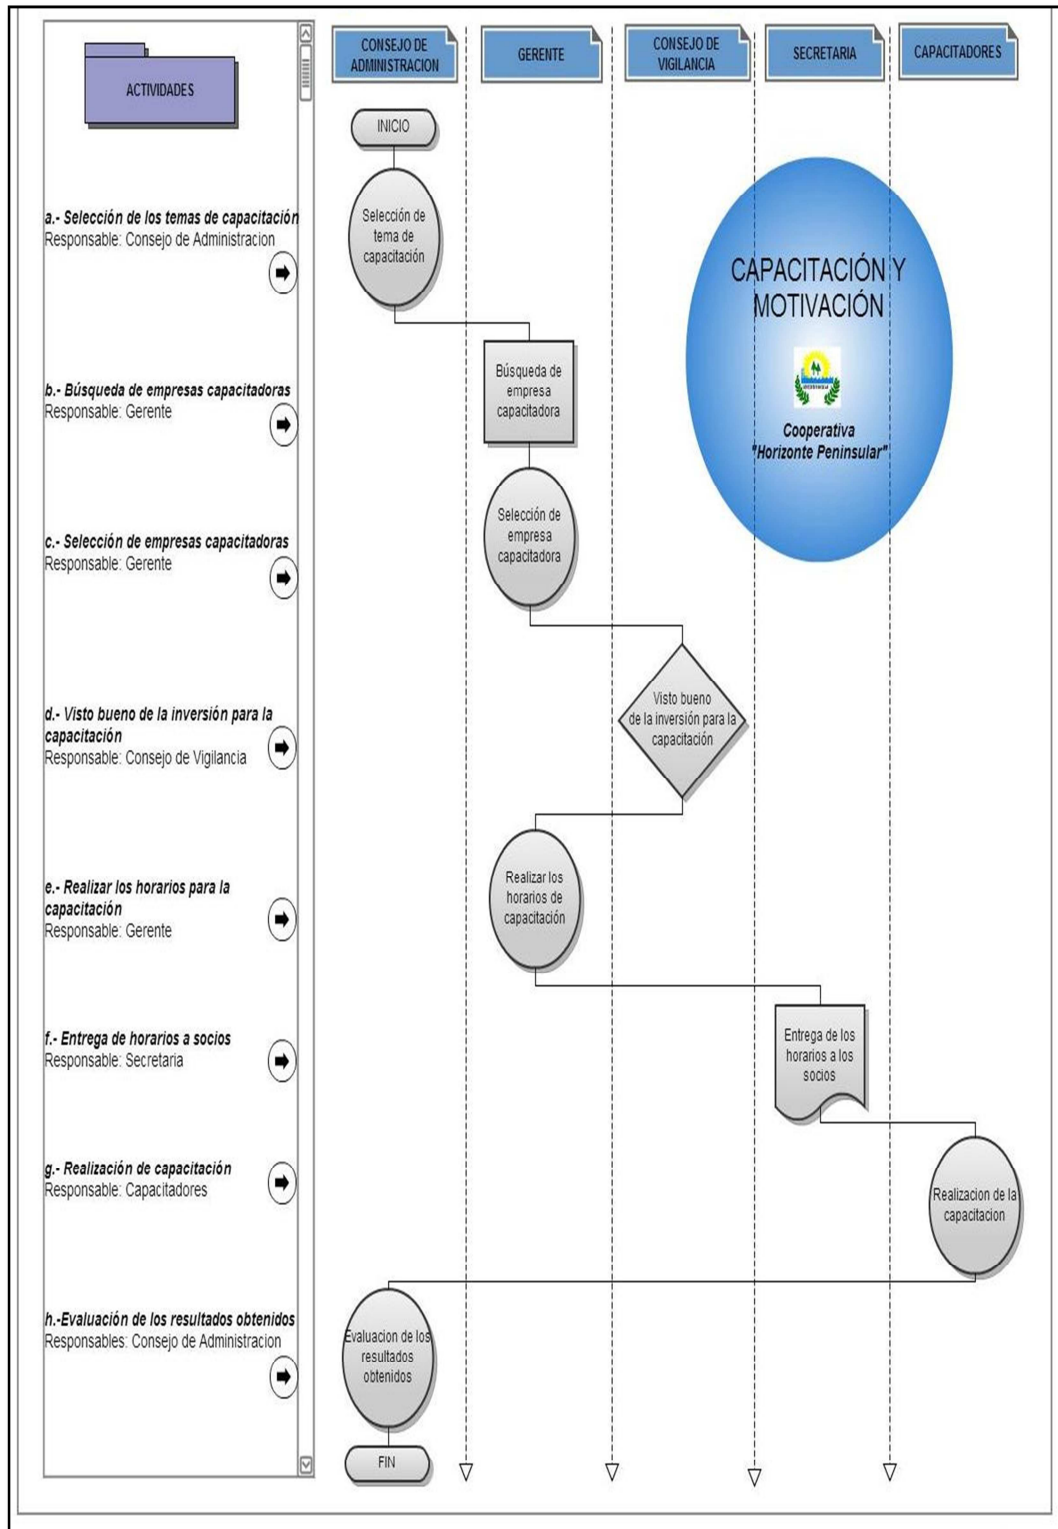 CONSEJO DE
ADMINISTRACION
GERENTE
CONSEJO DE
VIGILANCIA
SECRETARIA
CAPACITADORES
ACTIVIDADES
a.- Selección de los temas de capacitación
Responsable: Consejo de Administracion
b.- Búsqueda de empresas capacitadoras
Responsable: Gerente
c.- Selección de empresas capacitadoras
Responsable: Gerente
d.- Visto bueno de la inversión para la
capacitación
Responsable: Consejo de Vigilancia
e.- Realizar los horarios para la
capacitación
Responsable: Gerente
f.- Entrega de horarios a socios
Responsable: Secretaria
g.- Realización de capacitación
Responsable: Capacitadores
h.-Evaluación de los resultados obtenidos
Responsables: Consejo de Administracion
INICIO
Selección de
tema de
capacitación
CAPACITACIÓN Y
MOTIVACIÓN
Cooperativa
"Horizonte Peninsular"
Búsqueda de
empresa
capacitadora
Selección de
empresa
capacitadora
Visto bueno
de la inversión para la
capacitación
Realizar los
horarios de
capacitación
Entrega de los
horarios a los
socios
Realizacion de la
capacitacion
Evaluacion de los
resultados
obtenidos
FIN